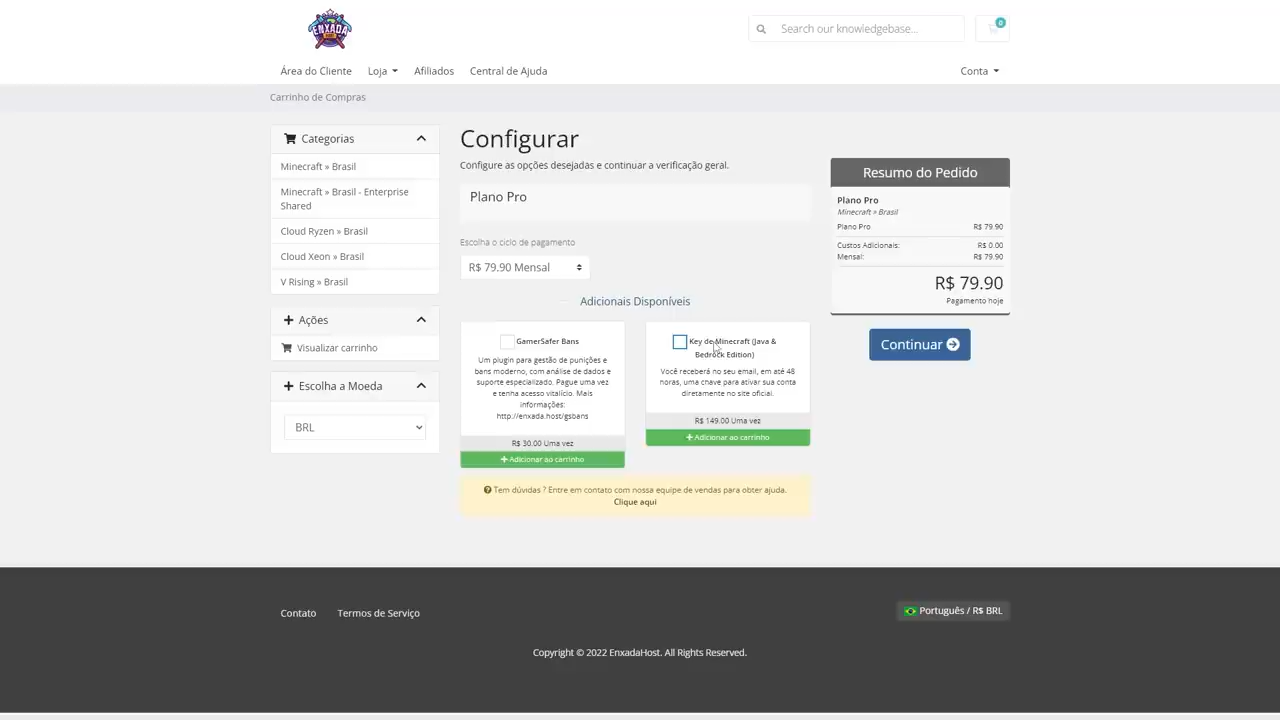 ENXADA
HOST
Search our knowledgebase...
0
Área do Cliente
Loja
Afiliados
Central de Ajuda
Conta
Carrinho de Compras
Categorias
Minecraft » Brasil
Minecraft » Brasil - Enterprise
Shared
Cloud Ryzen » Brasil
Cloud Xeon » Brasil
V Rising » Brasil
Ações
Visualizar carrinho
Escolha a Moeda
BRL
Configurar
Configure as opções desejadas e continuar a verificação geral.
Plano Pro
Escolha o ciclo de pagamento
R$ 79.90 Mensal
Adicionais Disponíveis
GamerSafer Bans
Um plugin para gestão de punições e
bans moderno, com análise de dados e
suporte especializado. Pague uma vez
e tenha acesso vitalício. Mais
informações:
http://enxada.host/gsbans
R$ 30.00 Uma vez
Adicionar ao carrinho
Key de Minecraft (Java &
Bedrock Edition)
Você receberá no seu email, em até 48
horas, uma chave para ativar sua conta
diretamente no site oficial.
R$ 149.00 Uma vez
Adicionar ao carrinho
Tem dúvidas ? Entre em contato com nossa equipe de vendas para obter ajuda.
Clique aqui
Resumo do Pedido
Plano Pro
Minecraft » Brasil
Plano Pro R$ 79.90
Custos Adicionais: R$ 0.00
Mensal: R$ 79.90
R$ 79.90
Pagamento hoje
Continuar
Contato
Termos de Serviço
Português / R$ BRL
Copyright © 2022 EnxadaHost. All Rights Reserved.